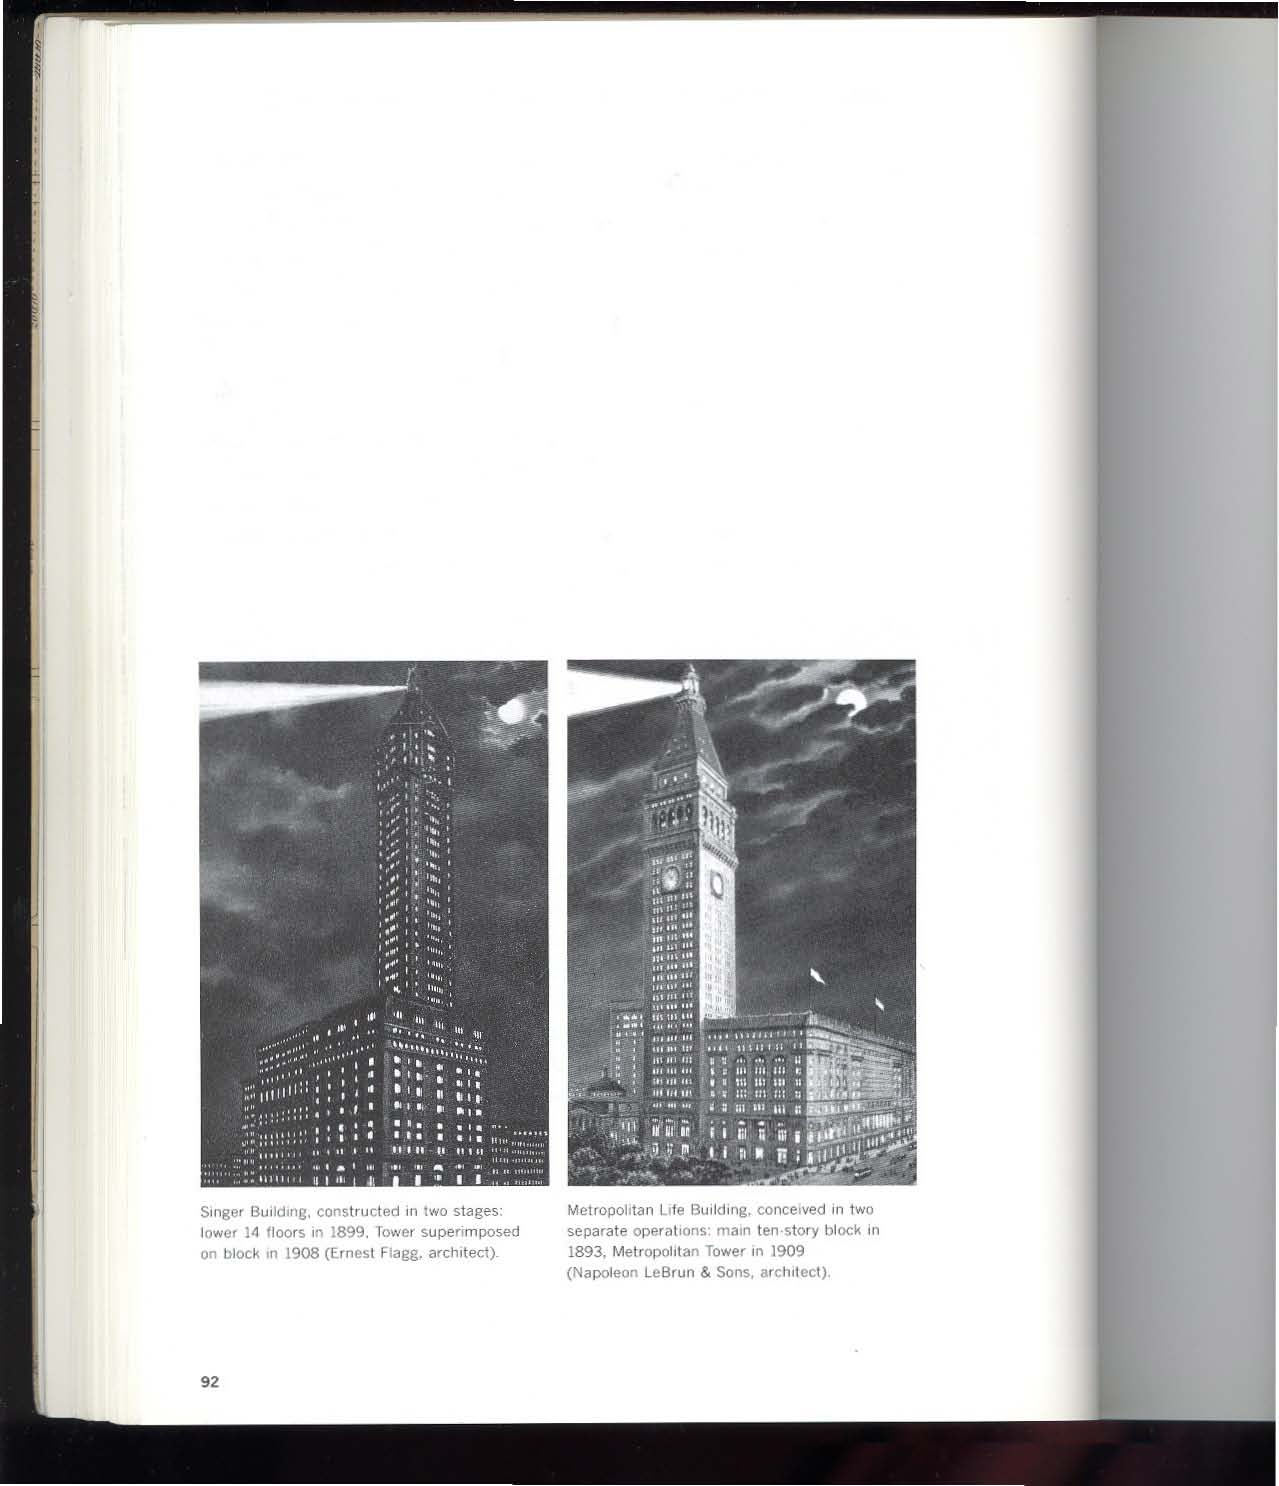 Singer Building, constructed in two stages:
lower 14 floors in 1899, Tower superimposed
on block in 1908 (Ernest Flagg, architect).
Metropolitan Life Building, conceived in two
separate operations: main ten-story block in
1893, Metropolitan Tower in 1909
(Napoleon LeBrun & Sons, architect).
92